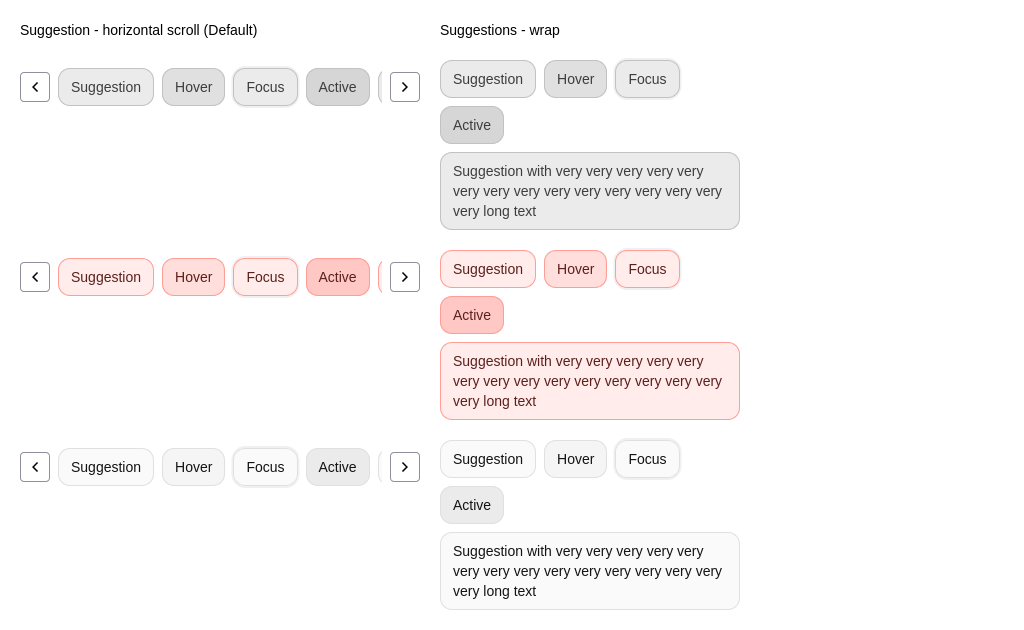 Suggestion - horizontal scroll (Default)
Suggestions - wrap
Suggestion Hover Focus Active
Suggestion Hover Focus
Active
Suggestion with very very very very very
very very very very very very very very very
very long text
Suggestion Hover Focus Active
Suggestion Hover Focus
Active
Suggestion with very very very very very
very very very very very very very very very
very long text
Suggestion Hover Focus Active
Suggestion Hover Focus
Active
Suggestion with very very very very very
very very very very very very very very very
very long text